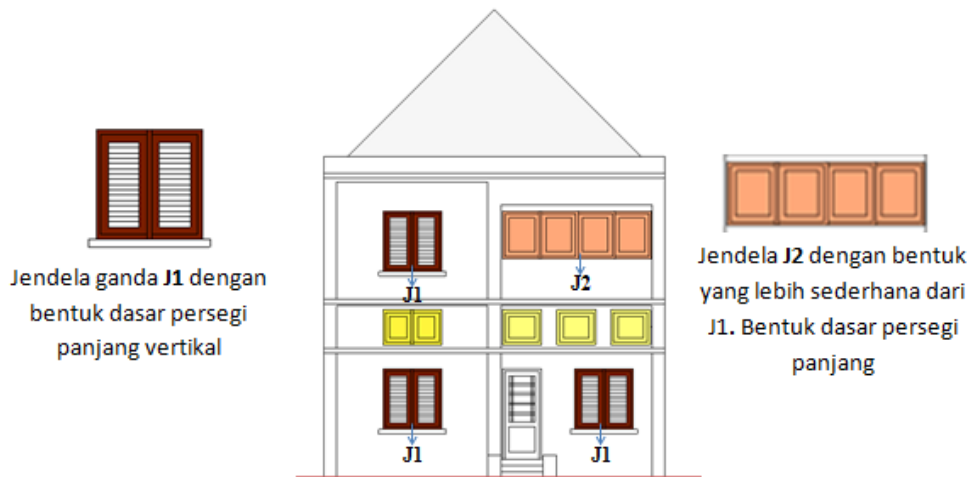 Jendela ganda J1 dengan
bentuk dasar persegi
panjang vertikal
J1
J2
J1
J1
Jendela J2 dengan bentuk
yang lebih sederhana dari
J1. Bentuk dasar persegi
panjang